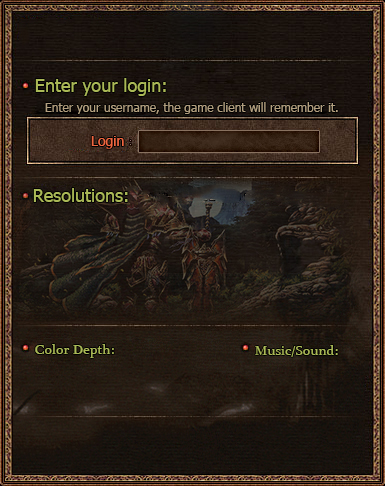 Enter your login:
Enter your username, the game client will remember it.
Login :
Resolutions:
Color Depth:
Music/Sound: